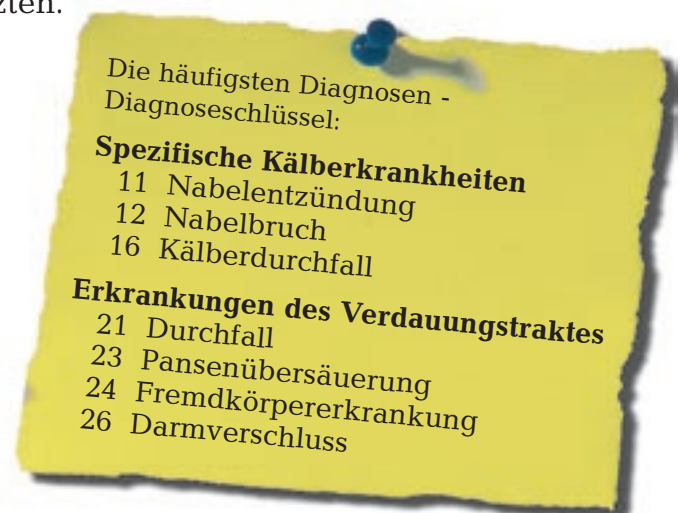 Die häufigsten Diagnosen -
Diagnoseschlüssel:
Spezifische Kälberkrankheiten
11 Nabelentzündung
12 Nabelbruch
16 Kälberdurchfall
Erkrankungen des Verdauungstraktes
21 Durchfall
23 Pansenübersäuerung
24 Fremdkörpererkrankung
26 Darmverschluss